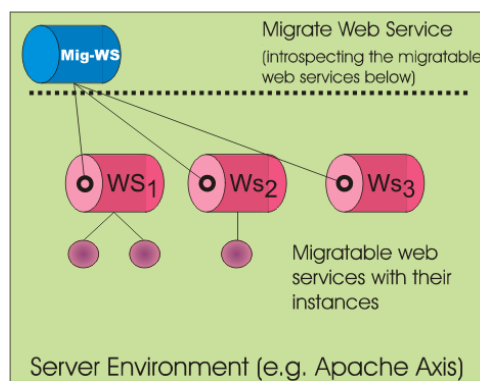 Mig-WS
Migrate Web Service
(introspecting the migratable
web services below)
WS1
Ws2
Ws3
Migratable web
services with their
instances
Server Environment (e.g. Apache Axis)